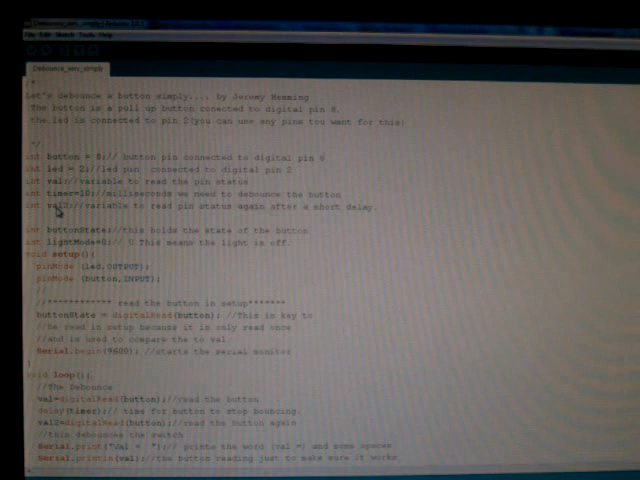 File Edit Sketch Tools Help
Debounce_very_simply
/*
Let's debounce a button simply.... by Jeremy Hemming
The button is a pull up button conected to digital pin 8.
the led is connected to pin 2(you can use any pins tou want for this)
*/
int button = 8;// button pin connected to digital pin 8
int led = 2;//led pun connected to digital pin 2
int val;//variable to read the pin status
int timer=10;//milliseconds we need to debounce the button
int val2;//variable to read pin status again after a short delay.
int buttonState;//this holds the state of the button
int lightMode=0;// 0 This means the light is off.
void setup(){
pinMode (led,OUTPUT);
pinMode (button,INPUT);
//
//************ read the button in setup*******
buttonState = digitalRead(button); //This is key to
//be read in setup because it is only read once
//and is used to compare the to val
Serial.begin(9600); //starts the serial monitor
}
void loop(){
//The Debounce
val=digitalRead(button);//read the button
delay(timer);// time for button to stop bouncing.
val2=digitalRead(button);//read the button again
//this debounces the switch
Serial.print("Val = ");// prints the word (val =) and some spaces
Serial.println(val);//the button reading just to make sure it works